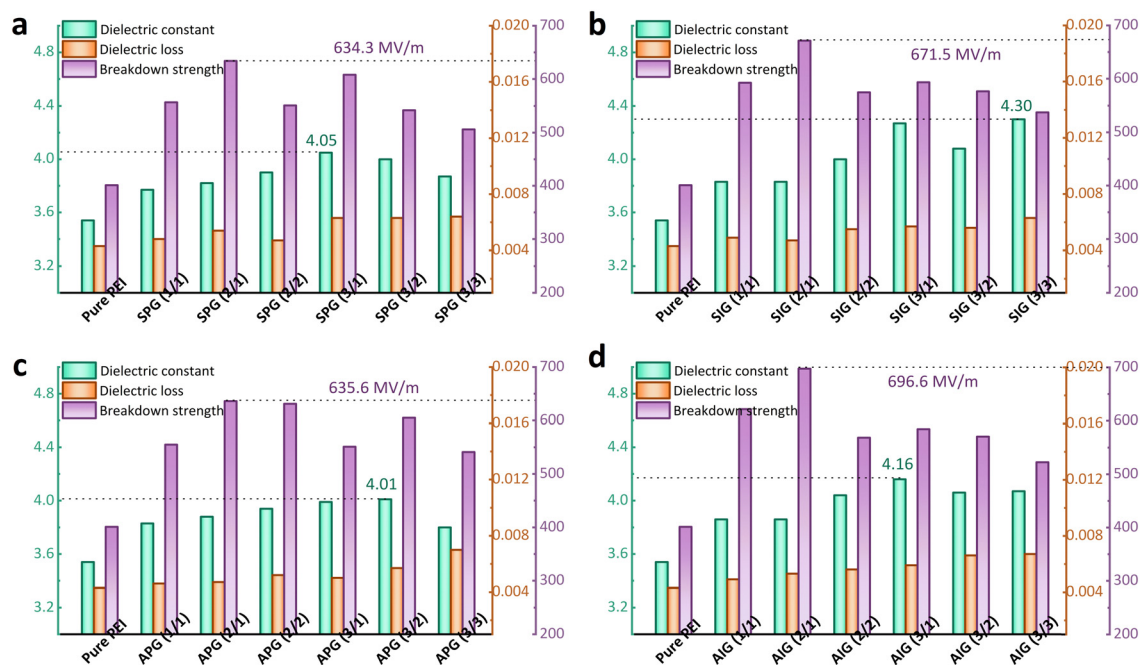 a
Dielectric constant
Dielectric loss
Breakdown strength
634.3 MV/m
4.05
4.8
4.4
4.0
3.6
3.2
0.020
0.016
0.012
0.008
0.004
700
600
500
400
300
200
Pure PEI
SPG (1/1)
SPG (2/1)
SPG (2/2)
SPG (3/1)
SPG (3/2)
SPG (3/3)
b
Dielectric constant
Dielectric loss
Breakdown strength
671.5 MV/m
4.30
4.8
4.4
4.0
3.6
3.2
0.020
0.016
0.012
0.008
0.004
700
600
500
400
300
200
Pure PEI
SIG (1/1)
SIG (2/1)
SIG (2/2)
SIG (3/1)
SIG (3/2)
SIG (3/3)
c
Dielectric constant
Dielectric loss
Breakdown strength
635.6 MV/m
4.01
4.8
4.4
4.0
3.6
3.2
0.020
0.016
0.012
0.008
0.004
700
600
500
400
300
200
Pure PEI
APG (1/1)
APG (2/1)
APG (2/2)
APG (3/1)
APG (3/2)
APG (3/3)
d
Dielectric constant
Dielectric loss
Breakdown strength
696.6 MV/m
4.16
4.8
4.4
4.0
3.6
3.2
0.020
0.016
0.012
0.008
0.004
700
600
500
400
300
200
Pure PEI
AIG (1/1)
AIG (2/1)
AIG (2/2)
AIG (3/1)
AIG (3/2)
AIG (3/3)